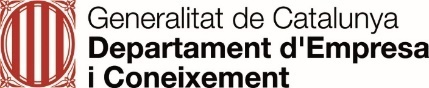 Generalitat de Catalunya
Departament d'Empresa
i Coneixement